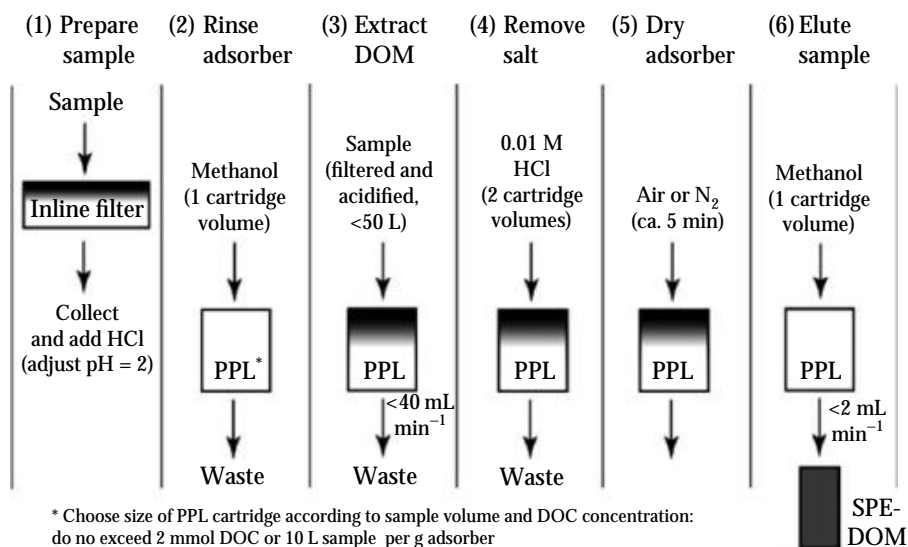 (1) Prepare
sample
Sample
Inline filter
Collect
and add HCl
(adjust pH = 2)
(2) Rinse
adsorber
Methanol
(1 cartridge
volume)
PPL*
Waste
(3) Extract
DOM
Sample
(filtered and
acidified,
<50 L)
PPL
<40 mL
min⁻¹
Waste
(4) Remove
salt
0.01 M
HCl
(2 cartridge
volumes)
PPL
Waste
(5) Dry
adsorber
Air or N₂
(ca. 5 min)
PPL
(6) Elute
sample
Methanol
(1 cartridge
volume)
PPL
<2 mL
min⁻¹
SPE-
DOM
* Choose size of PPL cartridge according to sample volume and DOC concentration:
do no exceed 2 mmol DOC or 10 L sample per g adsorber